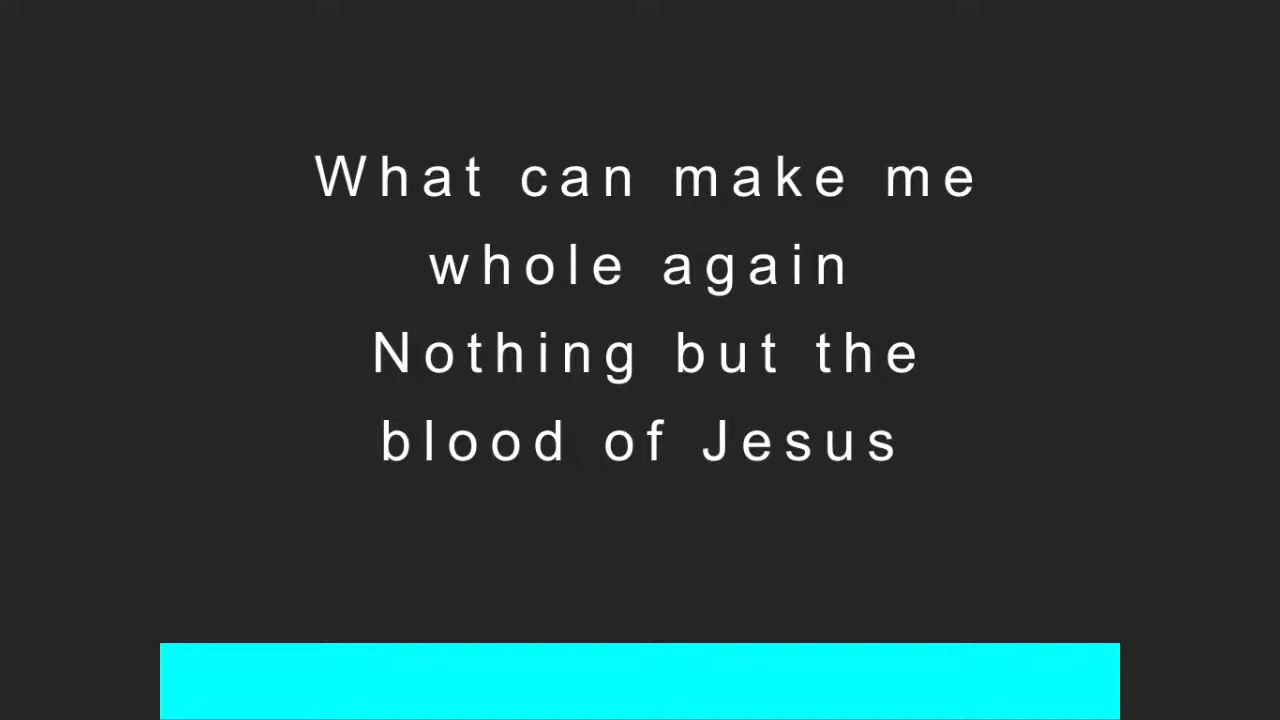 What can make me
whole again
Nothing but the
blood of Jesus